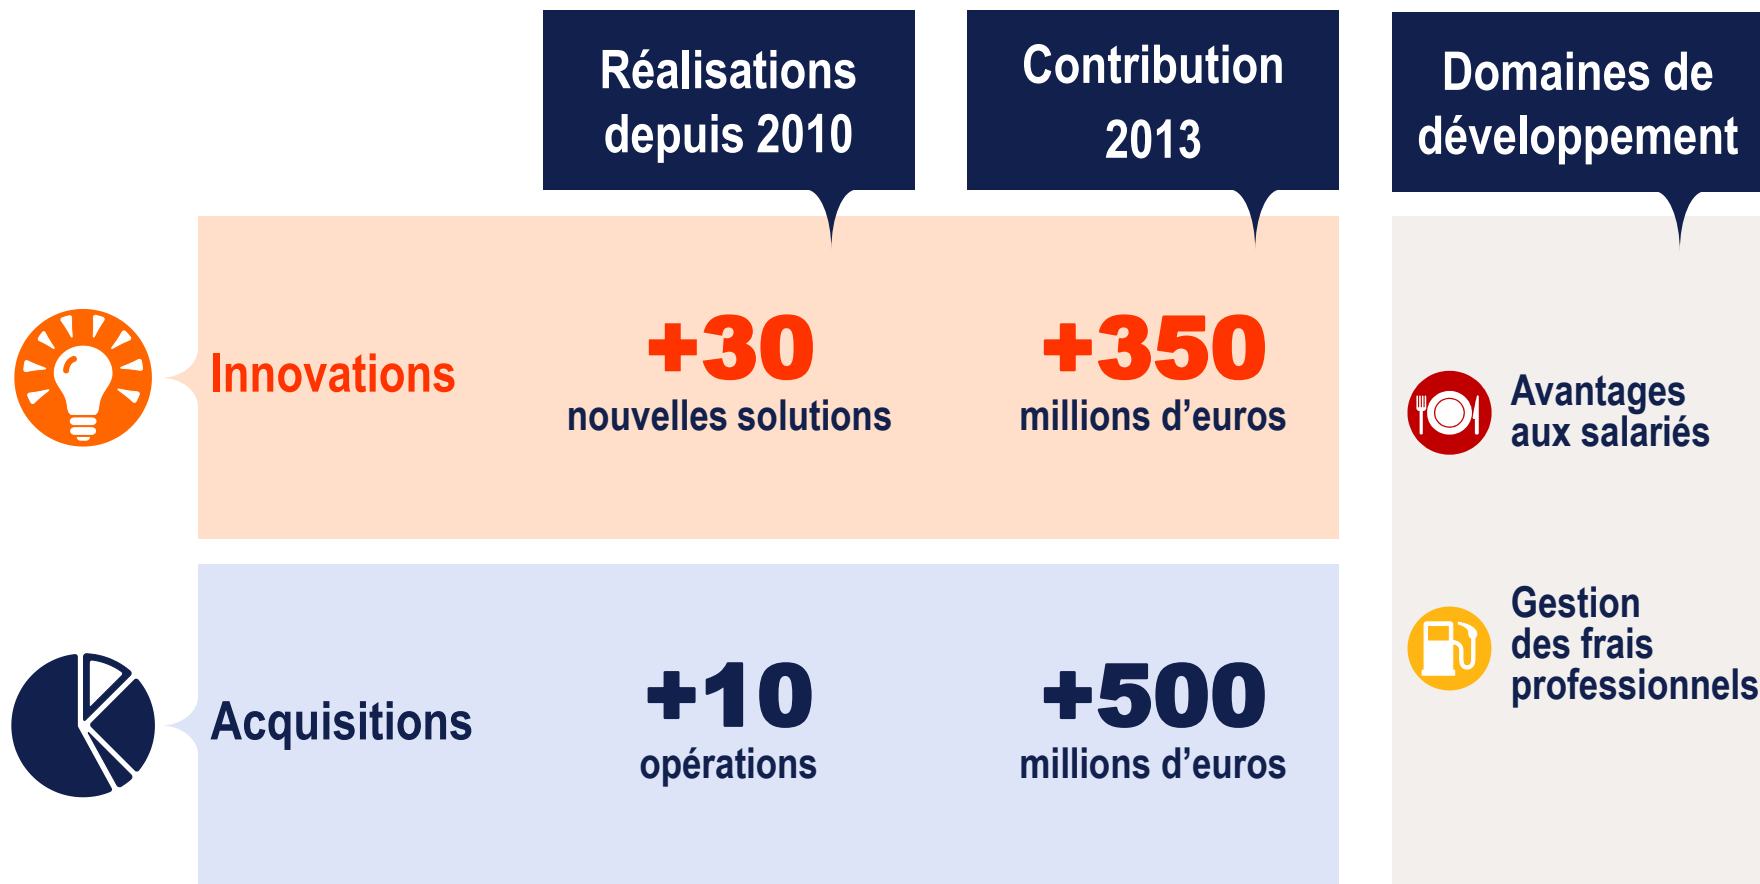 Réalisations
depuis 2010
Contribution
2013
Domaines de
développement
Innovations
+30
nouvelles solutions
+350
millions d’euros
Acquisitions
+10
opérations
+500
millions d’euros
Avantages
aux salariés
Gestion
des frais
professionnels